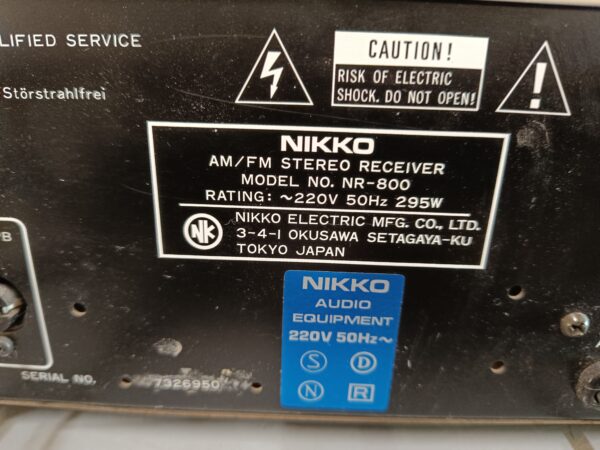 LIFIED SERVICE
Störstrahlfrei
CAUTION!
RISK OF ELECTRIC
SHOCK. DO NOT OPEN!
NIKKO
AM/FM STEREO RECEIVER
MODEL NO. NR-800
RATING: ~220V 50Hz 295W
NK
NIKKO ELECTRIC MFG. CO., LTD.
3-4-1 OKUSAWA SETAGAYA-KU
TOKYO JAPAN
NIKKO
AUDIO
EQUIPMENT
220V 50Hz~
S D
N R
SERIAL NO. 7326950